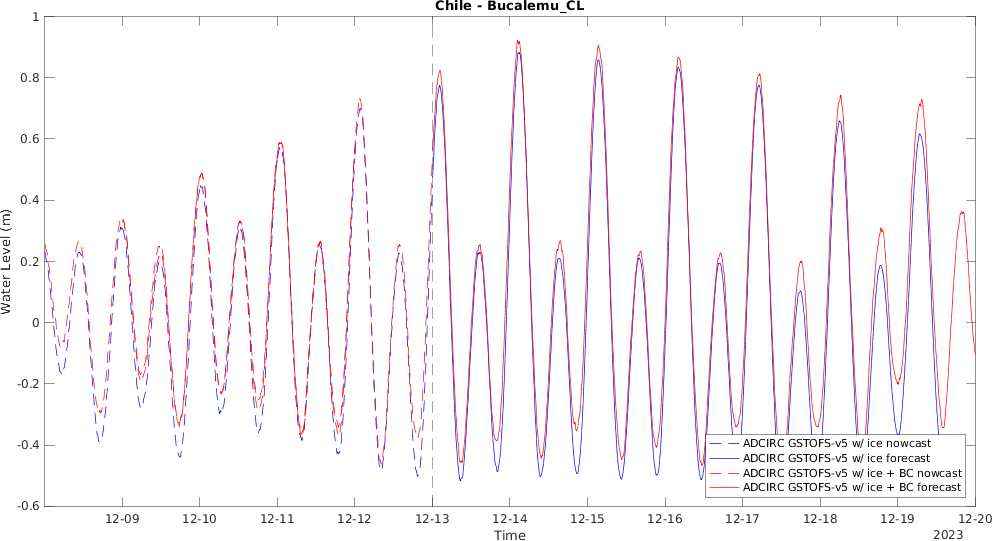 Chile - Bucalemu_CL
1
0.8
0.6
0.4
0.2
0
-0.2
-0.4
-0.6
Water Level (m)
ADCIRC GSTOFS-v5 w/ ice nowcast
ADCIRC GSTOFS-v5 w/ ice forecast
ADCIRC GSTOFS-v5 w/ ice + BC nowcast
ADCIRC GSTOFS-v5 w/ ice + BC forecast
12-09 12-10 12-11 12-12 12-13 12-14 12-15 12-16 12-17 12-18 12-19 12-20
Time
2023